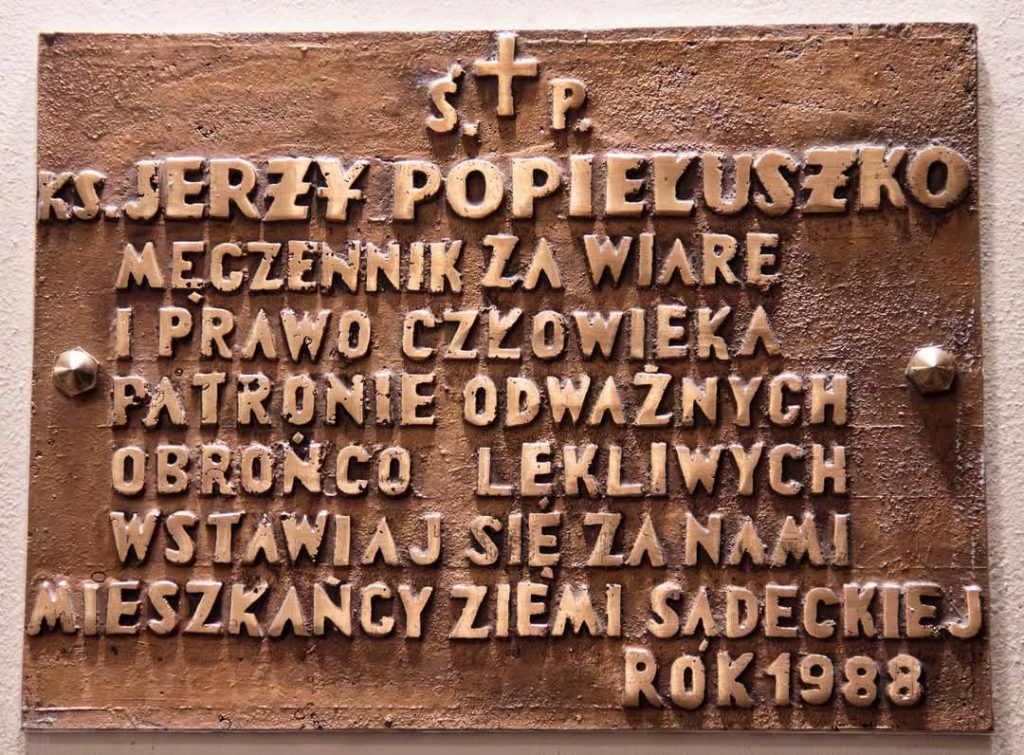 Ś. † P.
KS. JERZY POPIEŁUSZKO
MĘCZENNIK ZA WIARĘ
I PRAWO CZŁOWIEKA
PATRONIE ODWAŻNYCH
OBROŃCO LĘKLIWYCH
WSTAWIAJ SIĘ ZA NAMI
MIESZKAŃCY ZIEMI SĄDECKIEJ
RÓK 1988